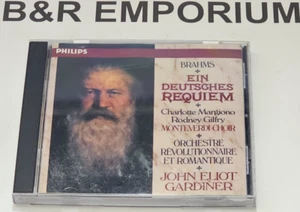 B&R EMPORIUM
PHILIPS
BRAHMS
EIN
DEUTSCHES
REQUIEM
Charlotte Margiono
Rodney Gilfry
MONTEVERDI CHOIR
ORCHESTRE
RÉVOLUTIONNAIRE
ET ROMANTIQUE
JOHN ELIOT
GARDINER